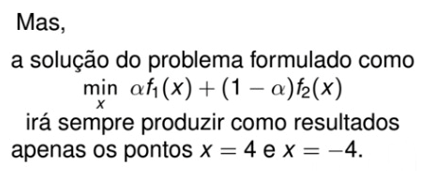 Mas,
a solução do problema formulado como
min αf₁(x) + (1 − α)f₂(x)
x
irá sempre produzir como resultados
apenas os pontos x = 4 e x = −4.